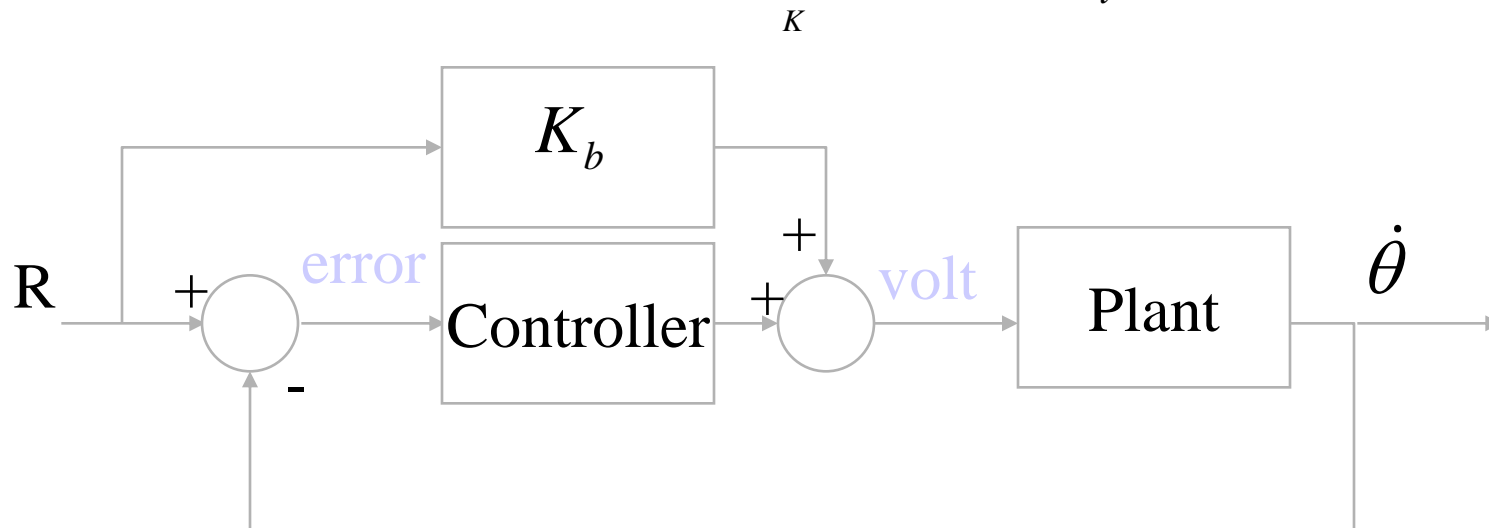 K
K_b
+
R
+
error
Controller
+
volt
Plant
θ̇
-